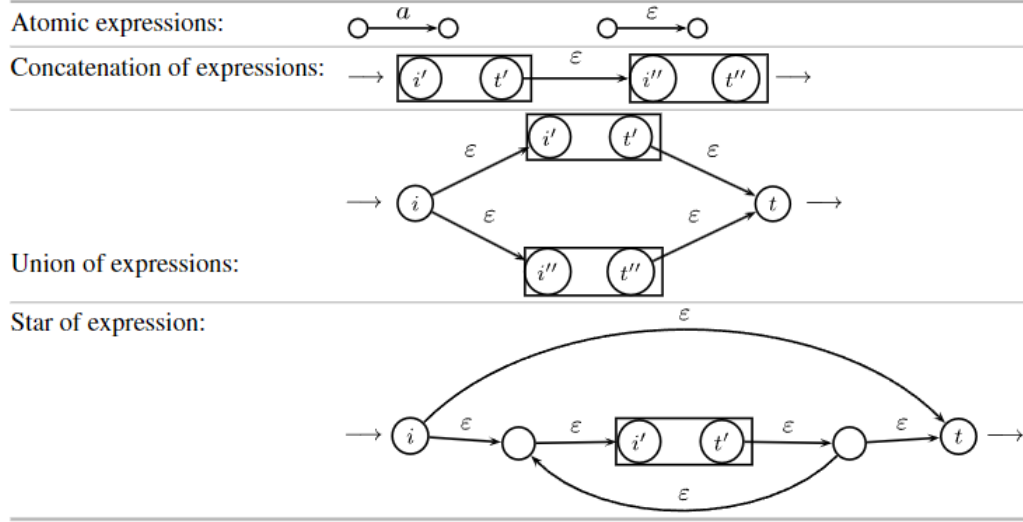 Atomic expressions: a ε
Concatenation of expressions: ε
i′ t′ i″ t″
i′ t′
ε ε
i t
ε ε
Union of expressions: i″ t″
Star of expression: ε
i ε ε i′ t′ ε ε t
ε